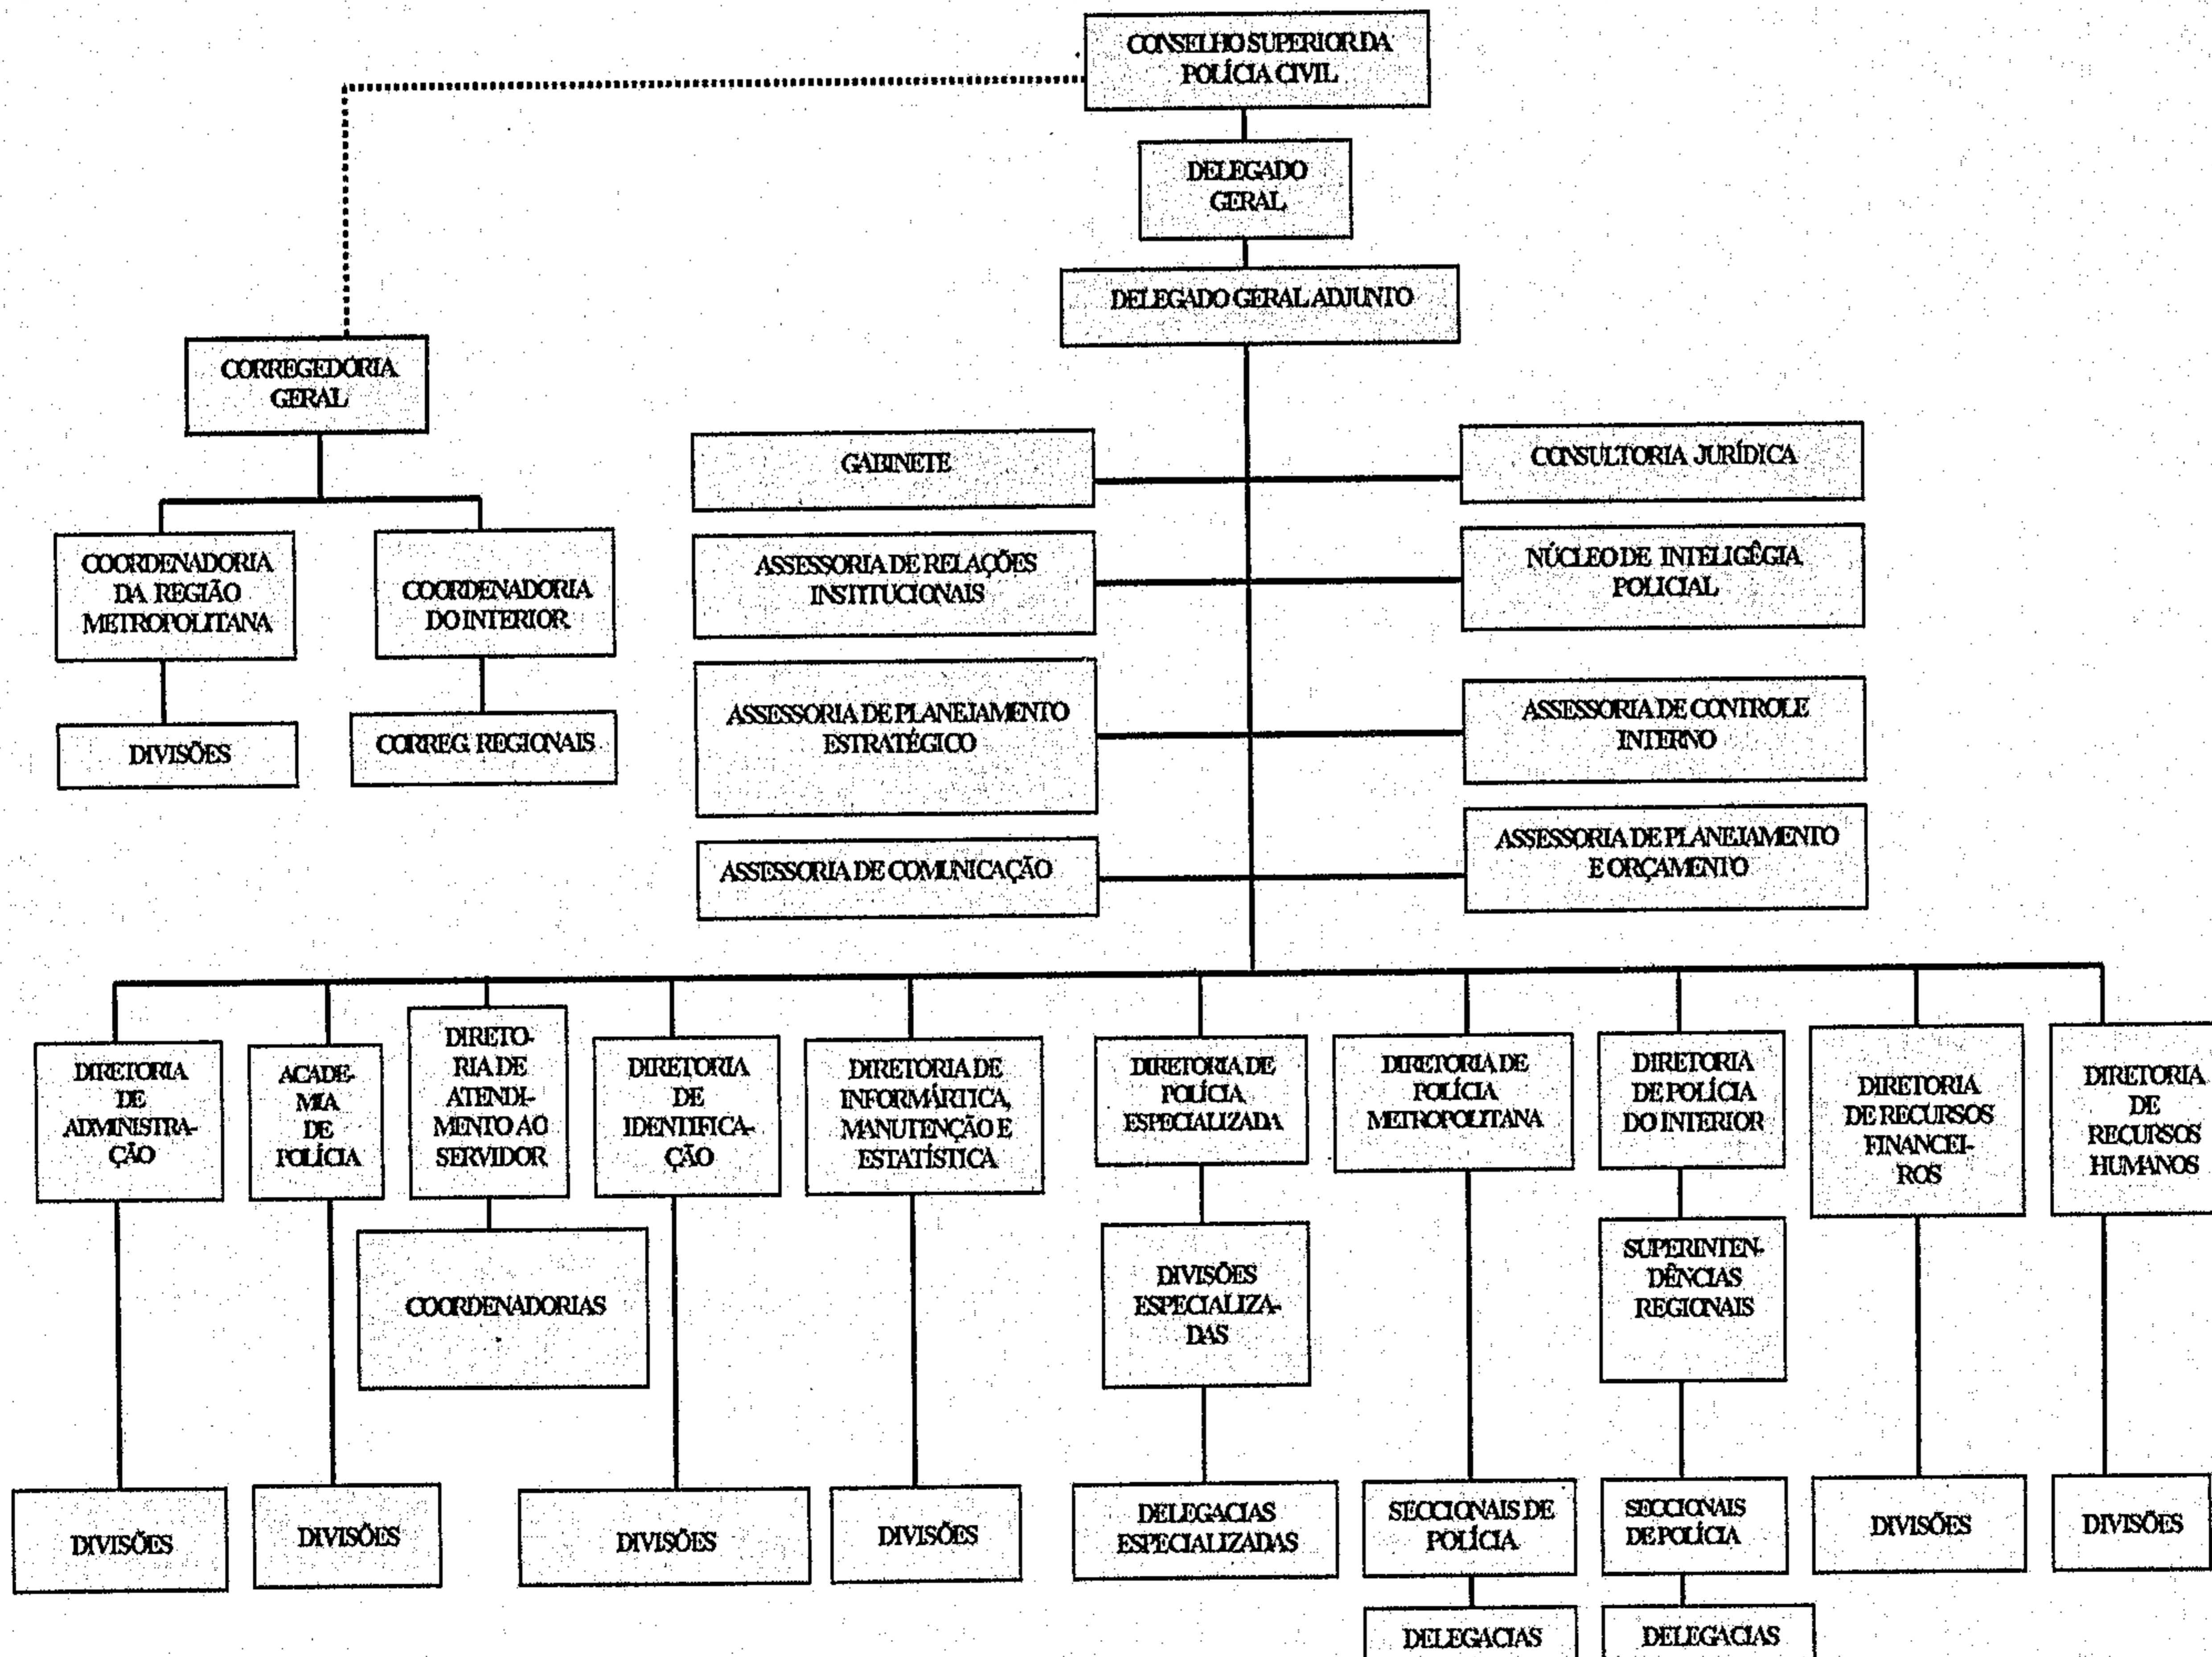 CONSELHO SUPERIOR DA
POLÍCIA CIVIL
DELEGADO
GERAL
DELEGADO GERAL ADJUNTO
CORREGEDORIA
GERAL
COORDENADORIA
DA REGIÃO
METROPOLITANA
COORDENADORIA
DO INTERIOR
DIVISÕES
CORREG. REGIONAIS
GABINETE
CONSULTORIA JURÍDICA
ASSESSORIA DE RELAÇÕES
INSTITUCIONAIS
NÚCLEO DE INTELIGÊGIA
POLICIAL
ASSESSORIA DE PLANEJAMENTO
ESTRATÉGICO
ASSESSORIA DE CONTROLE
INTERNO
ASSESSORIA DE COMUNICAÇÃO
ASSESSORIA DE PLANEJAMENTO
E ORÇAMENTO
DIRETORIA
DE
ADMINISTRA-
ÇÃO
ACADE-
MIA
DE
POLÍCIA
DIRETO-
RIA DE
ATENDI-
MENTO AO
SERVIDOR
DIRETORIA
DE
IDENTIFICA-
ÇÃO
DIRETORIA DE
INFORMÁRTICA,
MANUTENÇÃO E
ESTATÍSTICA
DIRETORIA DE
POLÍCIA
ESPECIALIZADA
DIRETORIA DE
POLÍCIA
METROPOLITANA
DIRETORIA
DE POLÍCIA
DO INTERIOR
DIRETORIA
DE RECURSOS
FINANCEI-
ROS
DIRETORIA
DE
RECURSOS
HUMANOS
COORDENADORIAS
DIVISÕES
ESPECIALIZA-
DAS
SUPERINTEN-
DÊNCIAS
REGIONAIS
DIVISÕES
DIVISÕES
DIVISÕES
DIVISÕES
DELEGACIAS
ESPECIALIZADAS
SECCIONAIS DE
POLÍCIA
SECCIONAIS
DE POLÍCIA
DIVISÕES
DIVISÕES
DELEGACIAS
DELEGACIAS